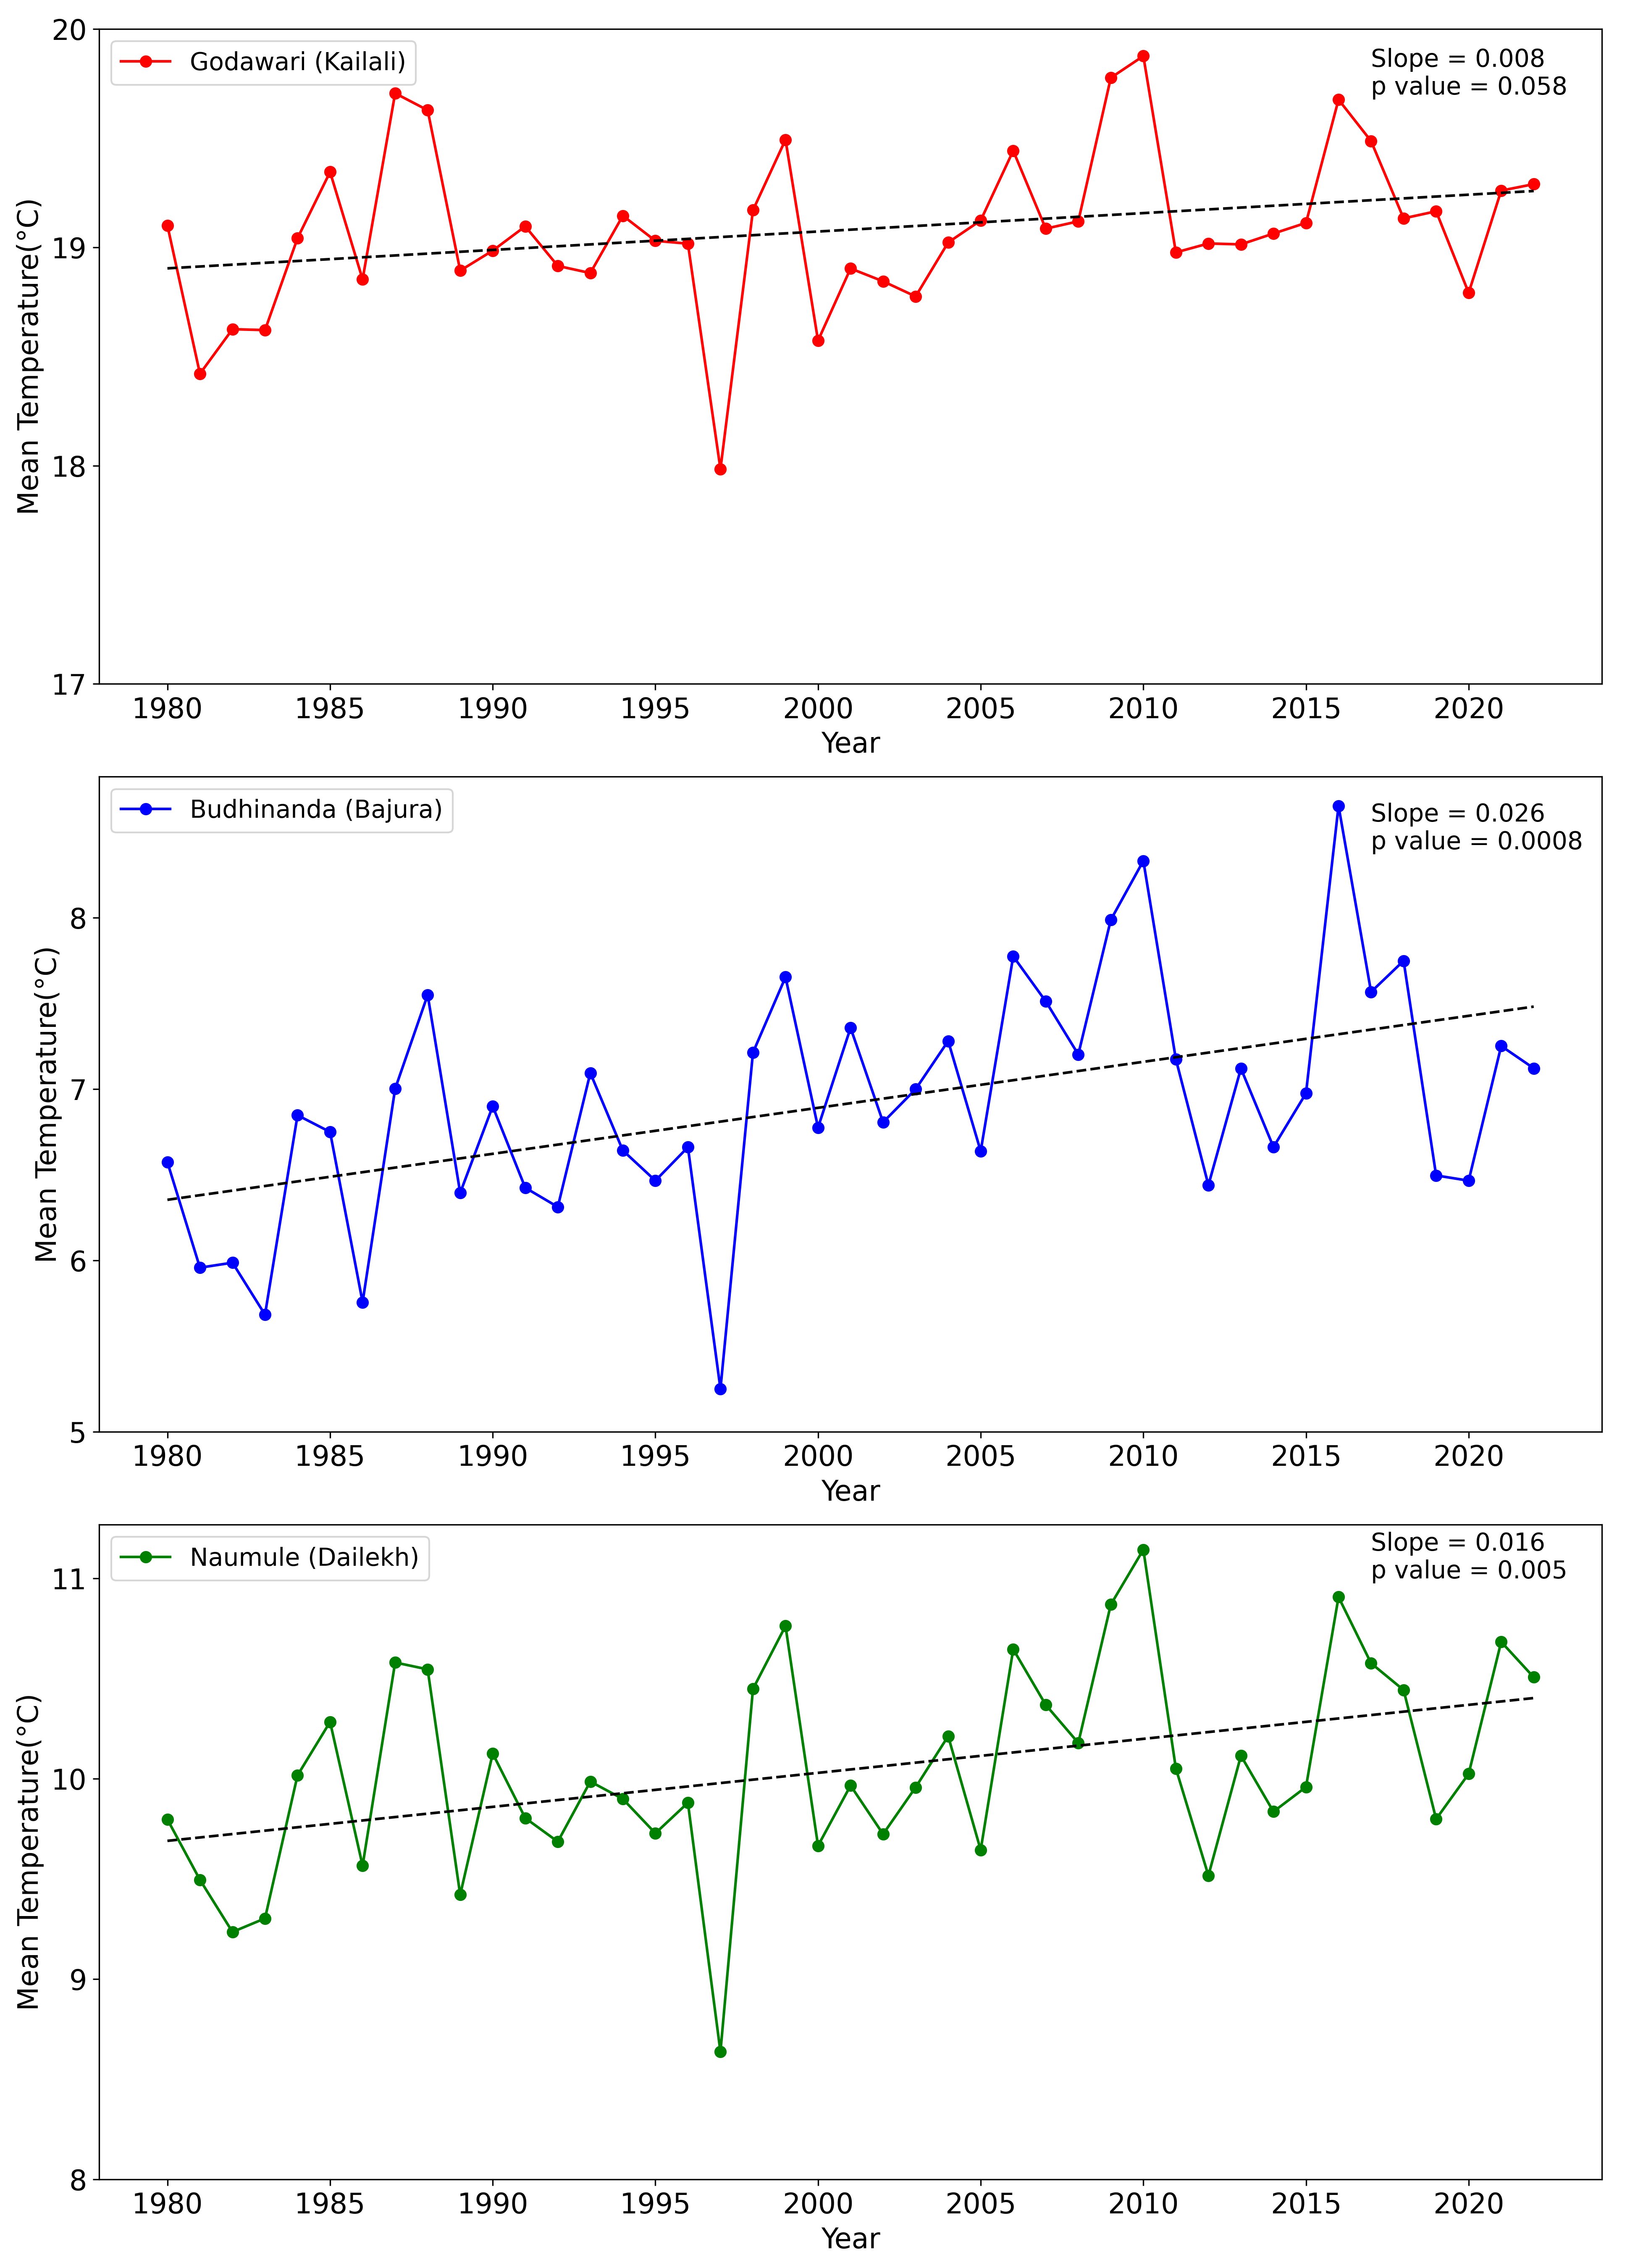 Godawari (Kailali)
Slope = 0.008
p value = 0.058
Mean Temperature(°C)
20
19
18
17
1980 1985 1990 1995 2000 2005 2010 2015 2020
Year
Budhinanda (Bajura)
Slope = 0.026
p value = 0.0008
Mean Temperature(°C)
8
7
6
5
1980 1985 1990 1995 2000 2005 2010 2015 2020
Year
Naumule (Dailekh)
Slope = 0.016
p value = 0.005
Mean Temperature(°C)
11
10
9
8
1980 1985 1990 1995 2000 2005 2010 2015 2020
Year